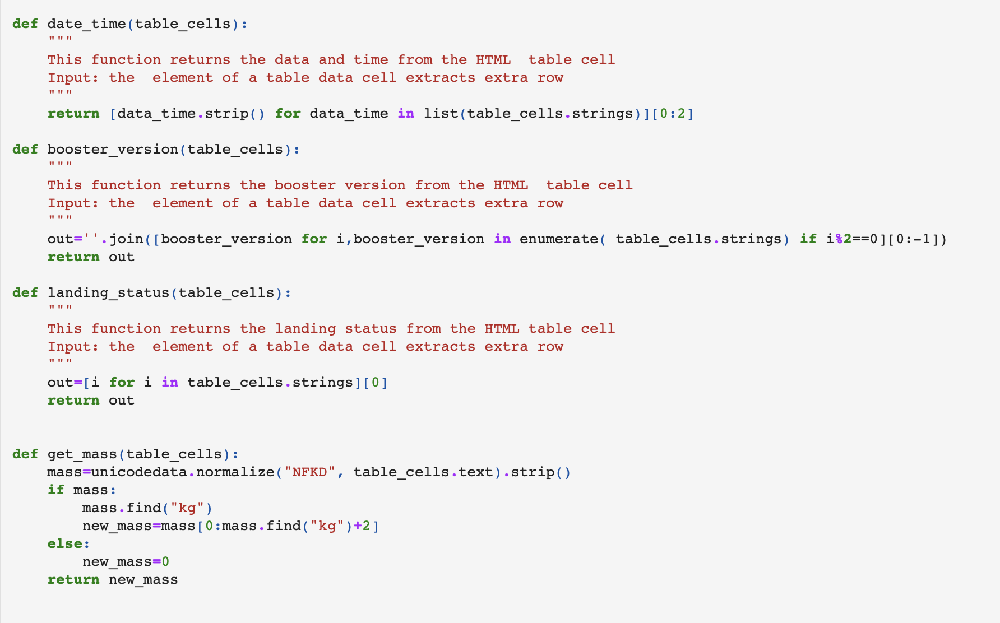 def date_time(table_cells):
    """
    This function returns the data and time from the HTML  table cell
    Input: the  element of a table data cell extracts extra row
    """
    return [data_time.strip() for data_time in list(table_cells.strings)][0:2]

def booster_version(table_cells):
    """
    This function returns the booster version from the HTML  table cell
    Input: the  element of a table data cell extracts extra row
    """
    out=''.join([booster_version for i,booster_version in enumerate( table_cells.strings) if i%2==0][0:-1])
    return out

def landing_status(table_cells):
    """
    This function returns the landing status from the HTML table cell
    Input: the  element of a table data cell extracts extra row
    """
    out=[i for i in table_cells.strings][0]
    return out


def get_mass(table_cells):
    mass=unicodedata.normalize("NFKD", table_cells.text).strip()
    if mass:
        mass.find("kg")
        new_mass=mass[0:mass.find("kg")+2]
    else:
        new_mass=0
    return new_mass